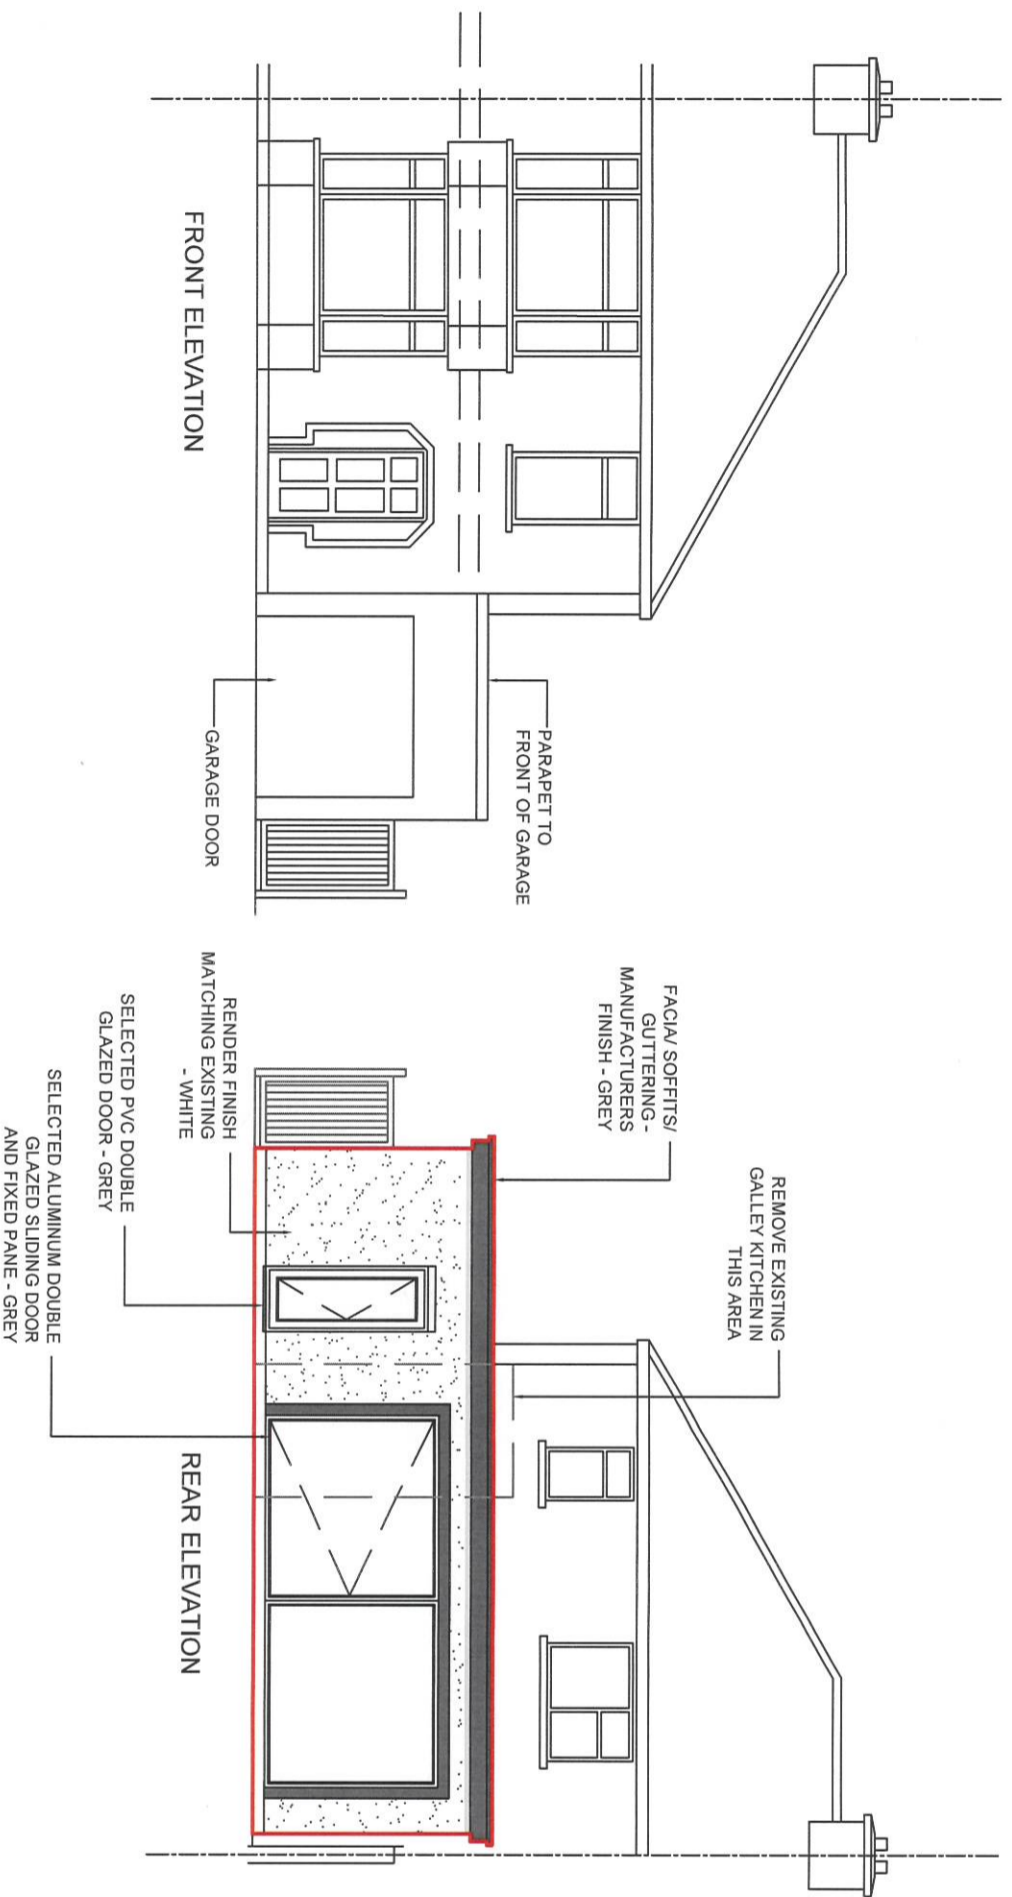 PARAPET TO
FRONT OF GARAGE
GARAGE DOOR
FRONT ELEVATION
REMOVE EXISTING
GALLEY KITCHEN IN
THIS AREA
FACIA/ SOFFITS/
GUTTERING -
MANUFACTURERS
FINISH - GREY
RENDER FINISH
MATCHING EXISTING
- WHITE
SELECTED PVC DOUBLE
GLAZED DOOR - GREY
SELECTED ALUMINUM DOUBLE
GLAZED SLIDING DOOR
AND FIXED PANE - GREY
REAR ELEVATION